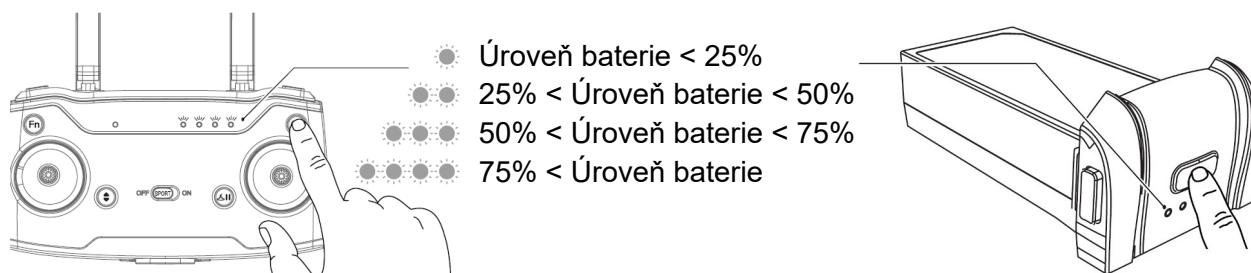 Úroveň baterie < 25%
25% < Úroveň baterie < 50%
50% < Úroveň baterie < 75%
75% < Úroveň baterie
Fn
OFF SPORT ON